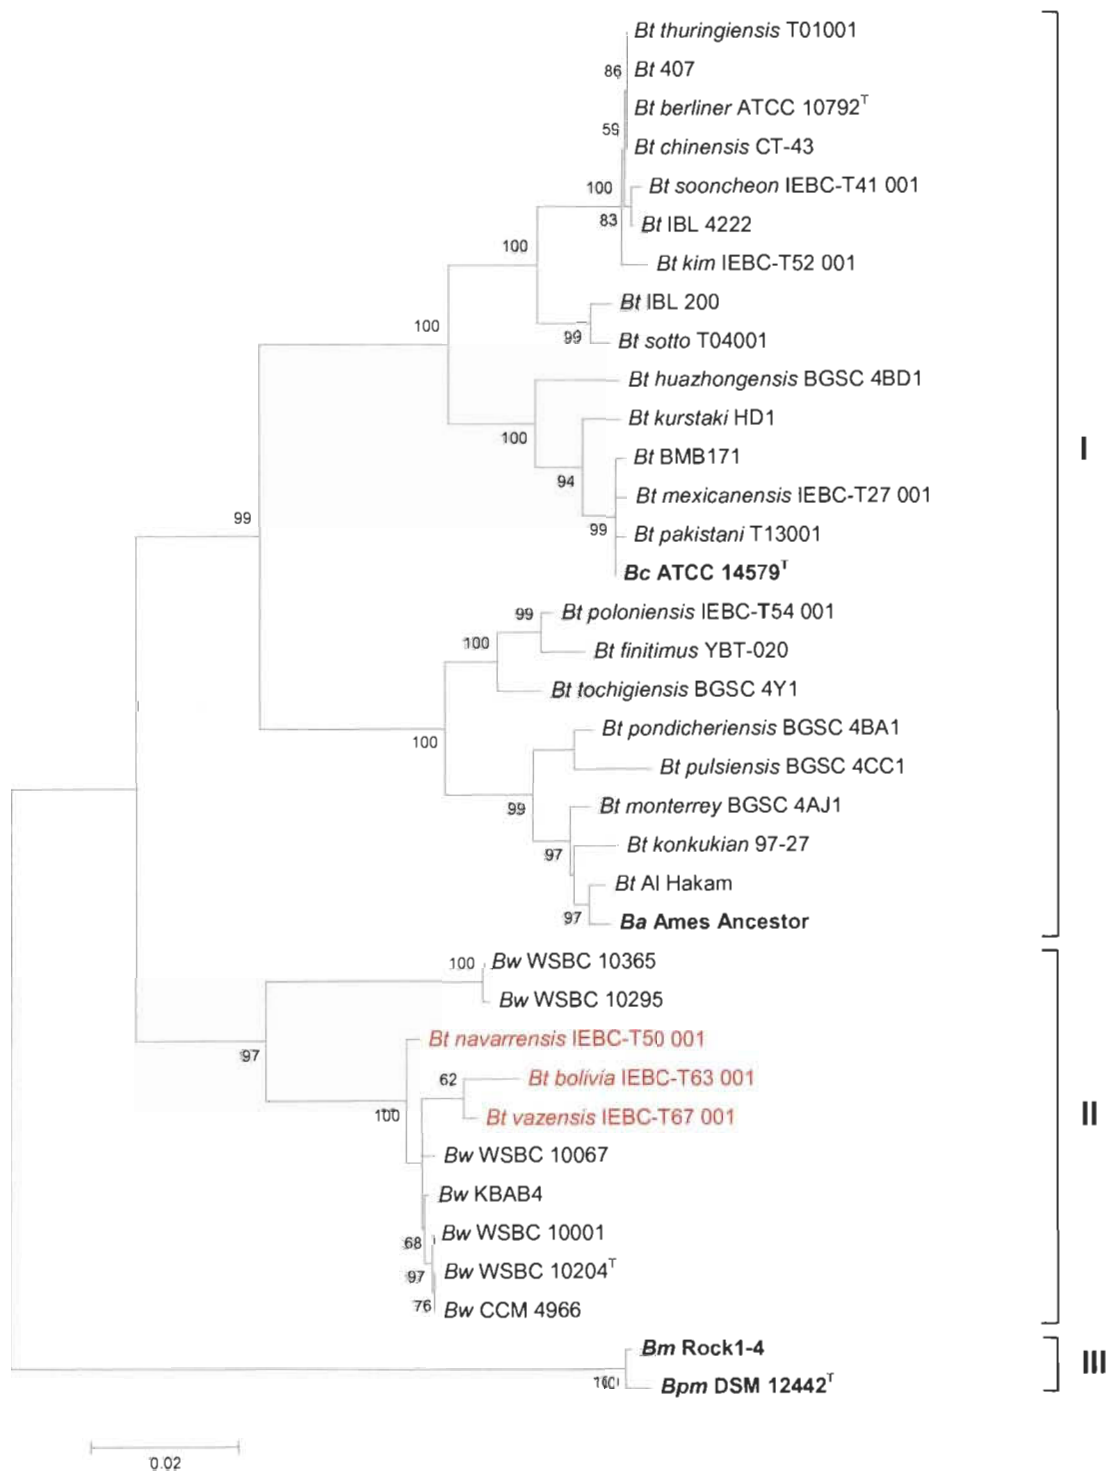 Bt thuringiensis T01001
86
Bt 407
Bt berliner ATCC 10792T
59
Bt chinensis CT-43
100
Bt sooncheon IEBC-T41 001
83
Bt IBL 4222
100
Bt kim IEBC-T52 001
Bt IBL 200
100
99
Bt sotto T04001
Bt huazhongensis BGSC 4BD1
Bt kurstaki HD1
100
I
Bt BMB171
94
Bt mexicanensis IEBC-T27 001
99
99
Bt pakistani T13001
Bc ATCC 14579T
99
Bt poloniensis IEBC-T54 001
100
Bt finitimus YBT-020
Bt tochigiensis BGSC 4Y1
100
Bt pondicheriensis BGSC 4BA1
Bt pulsiensis BGSC 4CC1
99
Bt monterrey BGSC 4AJ1
97
Bt konkukian 97-27
Bt Al Hakam
97
Ba Ames Ancestor
100
Bw WSBC 10365
Bw WSBC 10295
Bt navarrensis IEBC-T50 001
97
62
Bt bolivia IEBC-T63 001
100
Bt vazensis IEBC-T67 001
II
Bw WSBC 10067
Bw KBAB4
68
Bw WSBC 10001
97
Bw WSBC 10204T
76
Bw CCM 4966
Bm Rock1-4
III
100
Bpm DSM 12442T
0.02